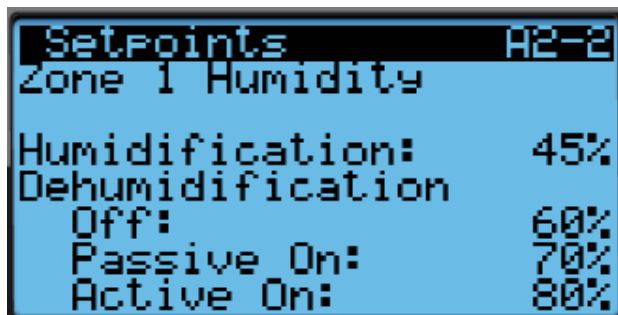 Setpoints A2-2
Zone 1 Humidity
Humidification: 45%
Dehumidification
Off: 60%
Passive On: 70%
Active On: 80%